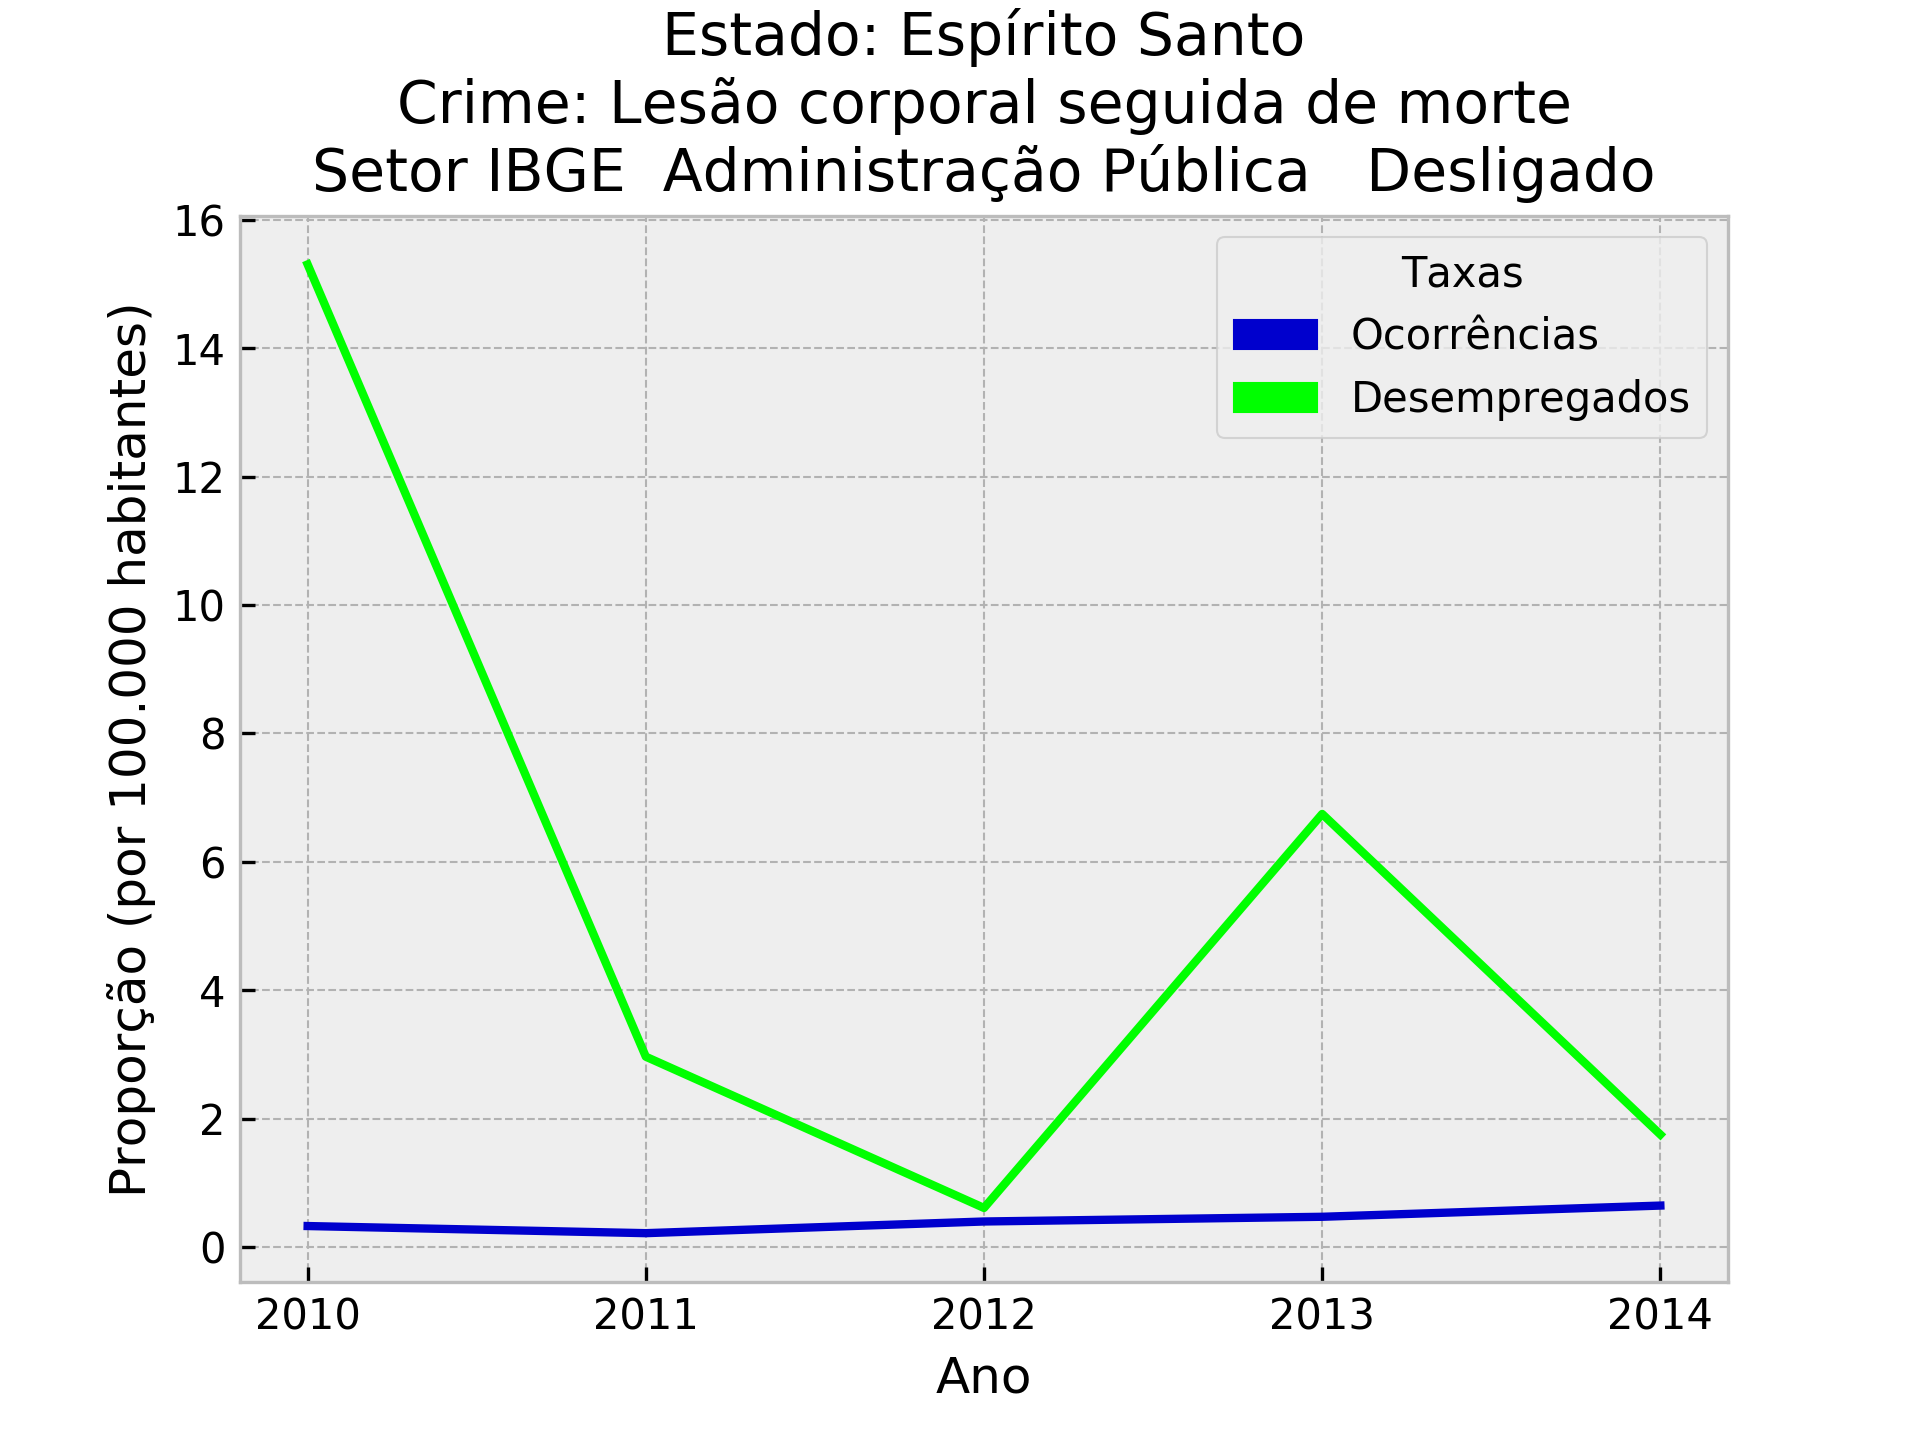 Estado: Espírito Santo
Crime: Lesão corporal seguida de morte
Setor IBGE  Administração Pública   Desligado
Taxas
Ocorrências
Desempregados
Proporção (por 100.000 habitantes)
16
14
12
10
8
6
4
2
0
2010 2011 2012 2013 2014
Ano